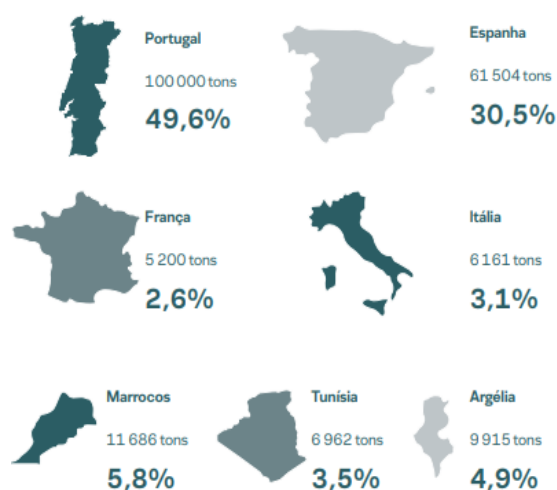 Portugal
100 000 tons
49,6%
Espanha
61 504 tons
30,5%
França
5 200 tons
2,6%
Itália
6 161 tons
3,1%
Marrocos
11 686 tons
5,8%
Tunísia
6 962 tons
3,5%
Argélia
9 915 tons
4,9%